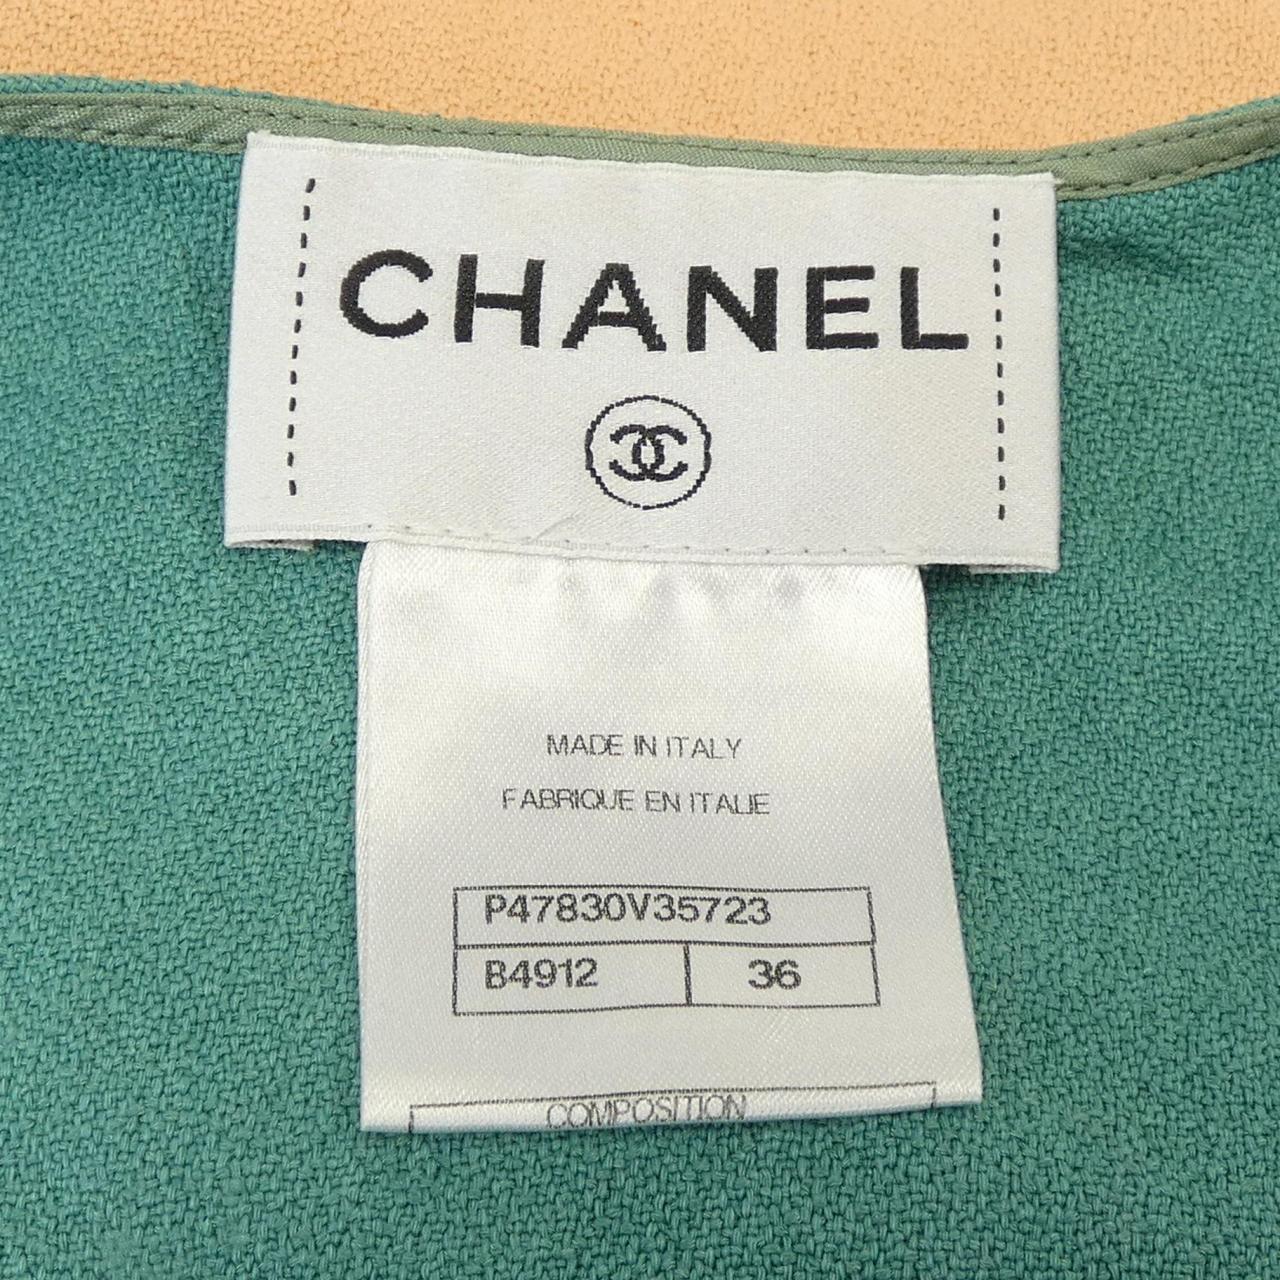 CHANEL
MADE IN ITALY
FABRIQUE EN ITALIE
P47830V35723
B4912 36
COMPOSITION